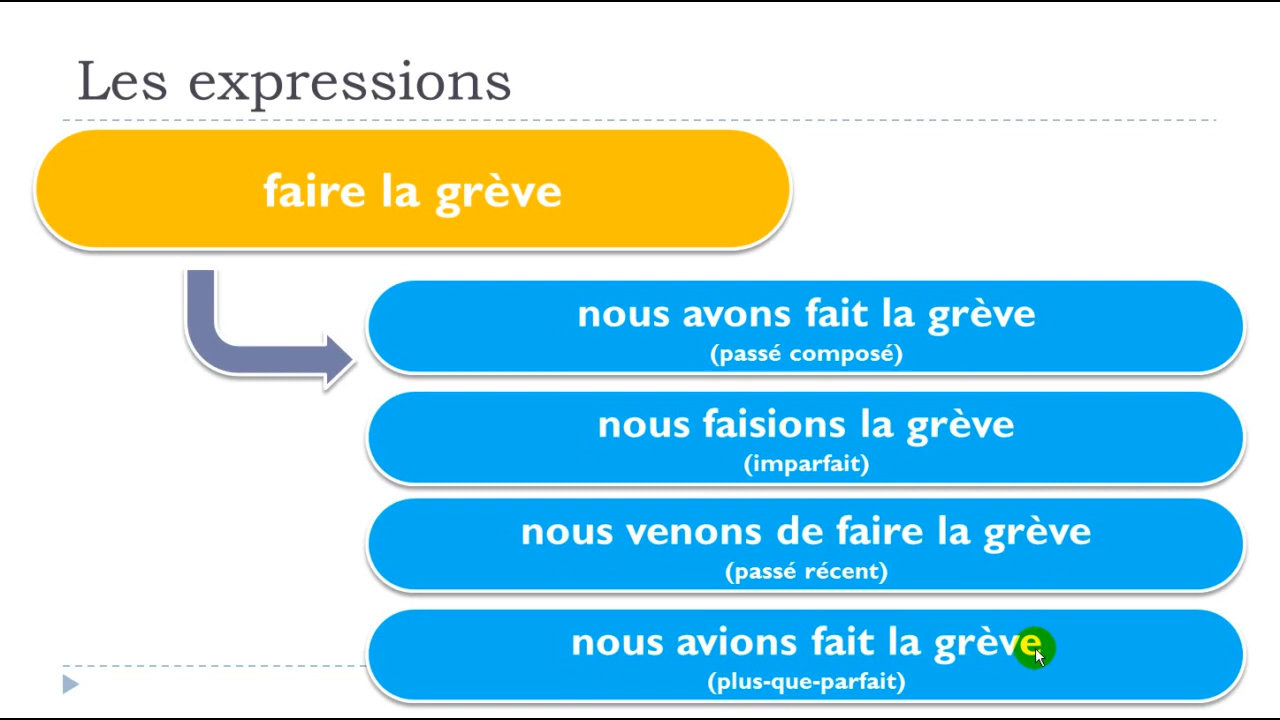 Les expressions
faire la grève
nous avons fait la grève
(passé composé)
nous faisions la grève
(imparfait)
nous venons de faire la grève
(passé récent)
nous avions fait la grève
(plus-que-parfait)